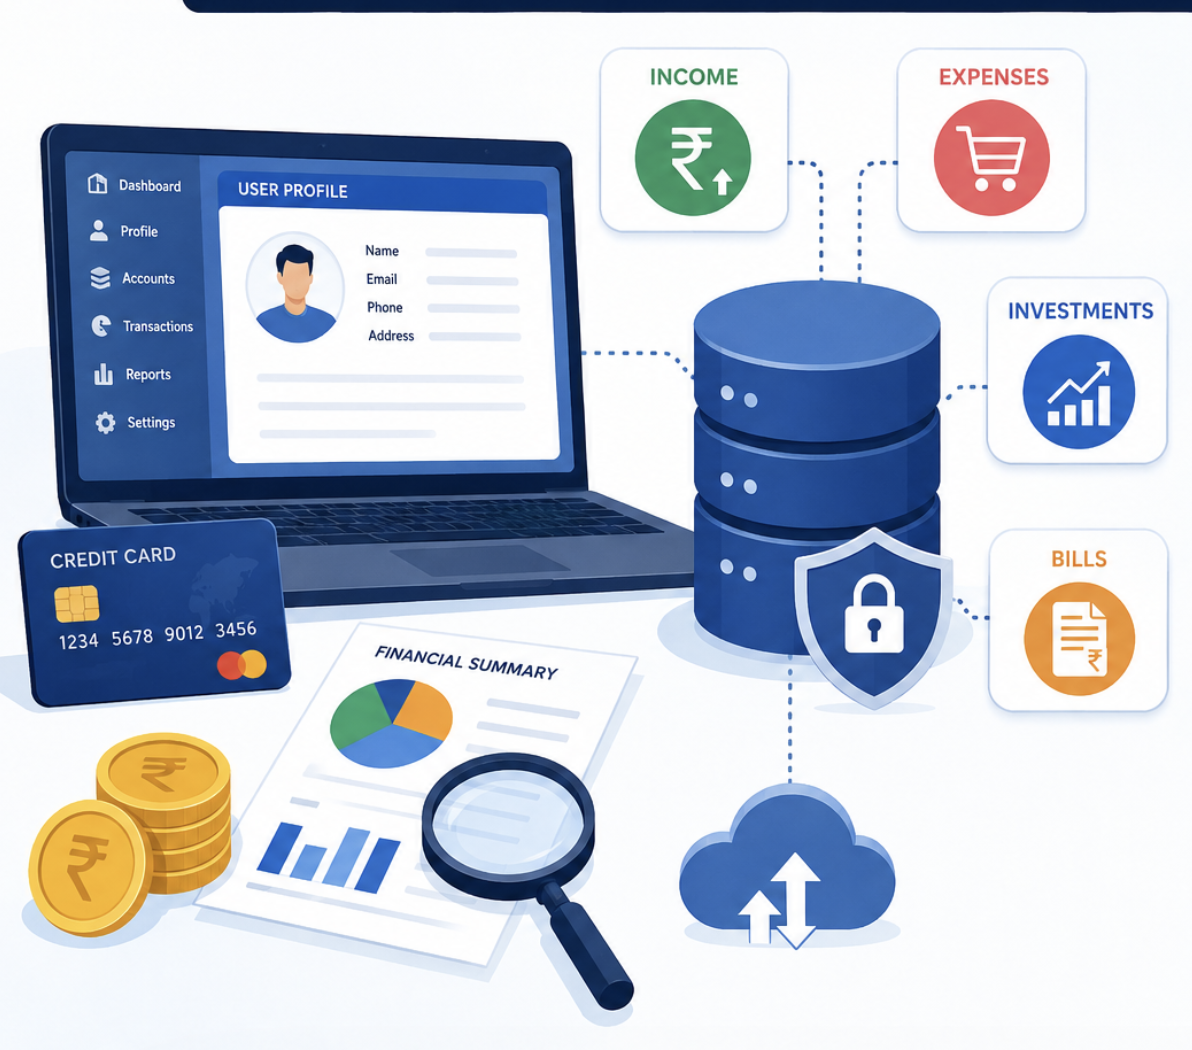 INCOME
EXPENSES
Dashboard
Profile
Accounts
Transactions
Reports
Settings
USER PROFILE
Name
Email
Phone
Address
INVESTMENTS
BILLS
₹
CREDIT CARD
1234 5678 9012 3456
FINANCIAL SUMMARY
₹
₹
₹